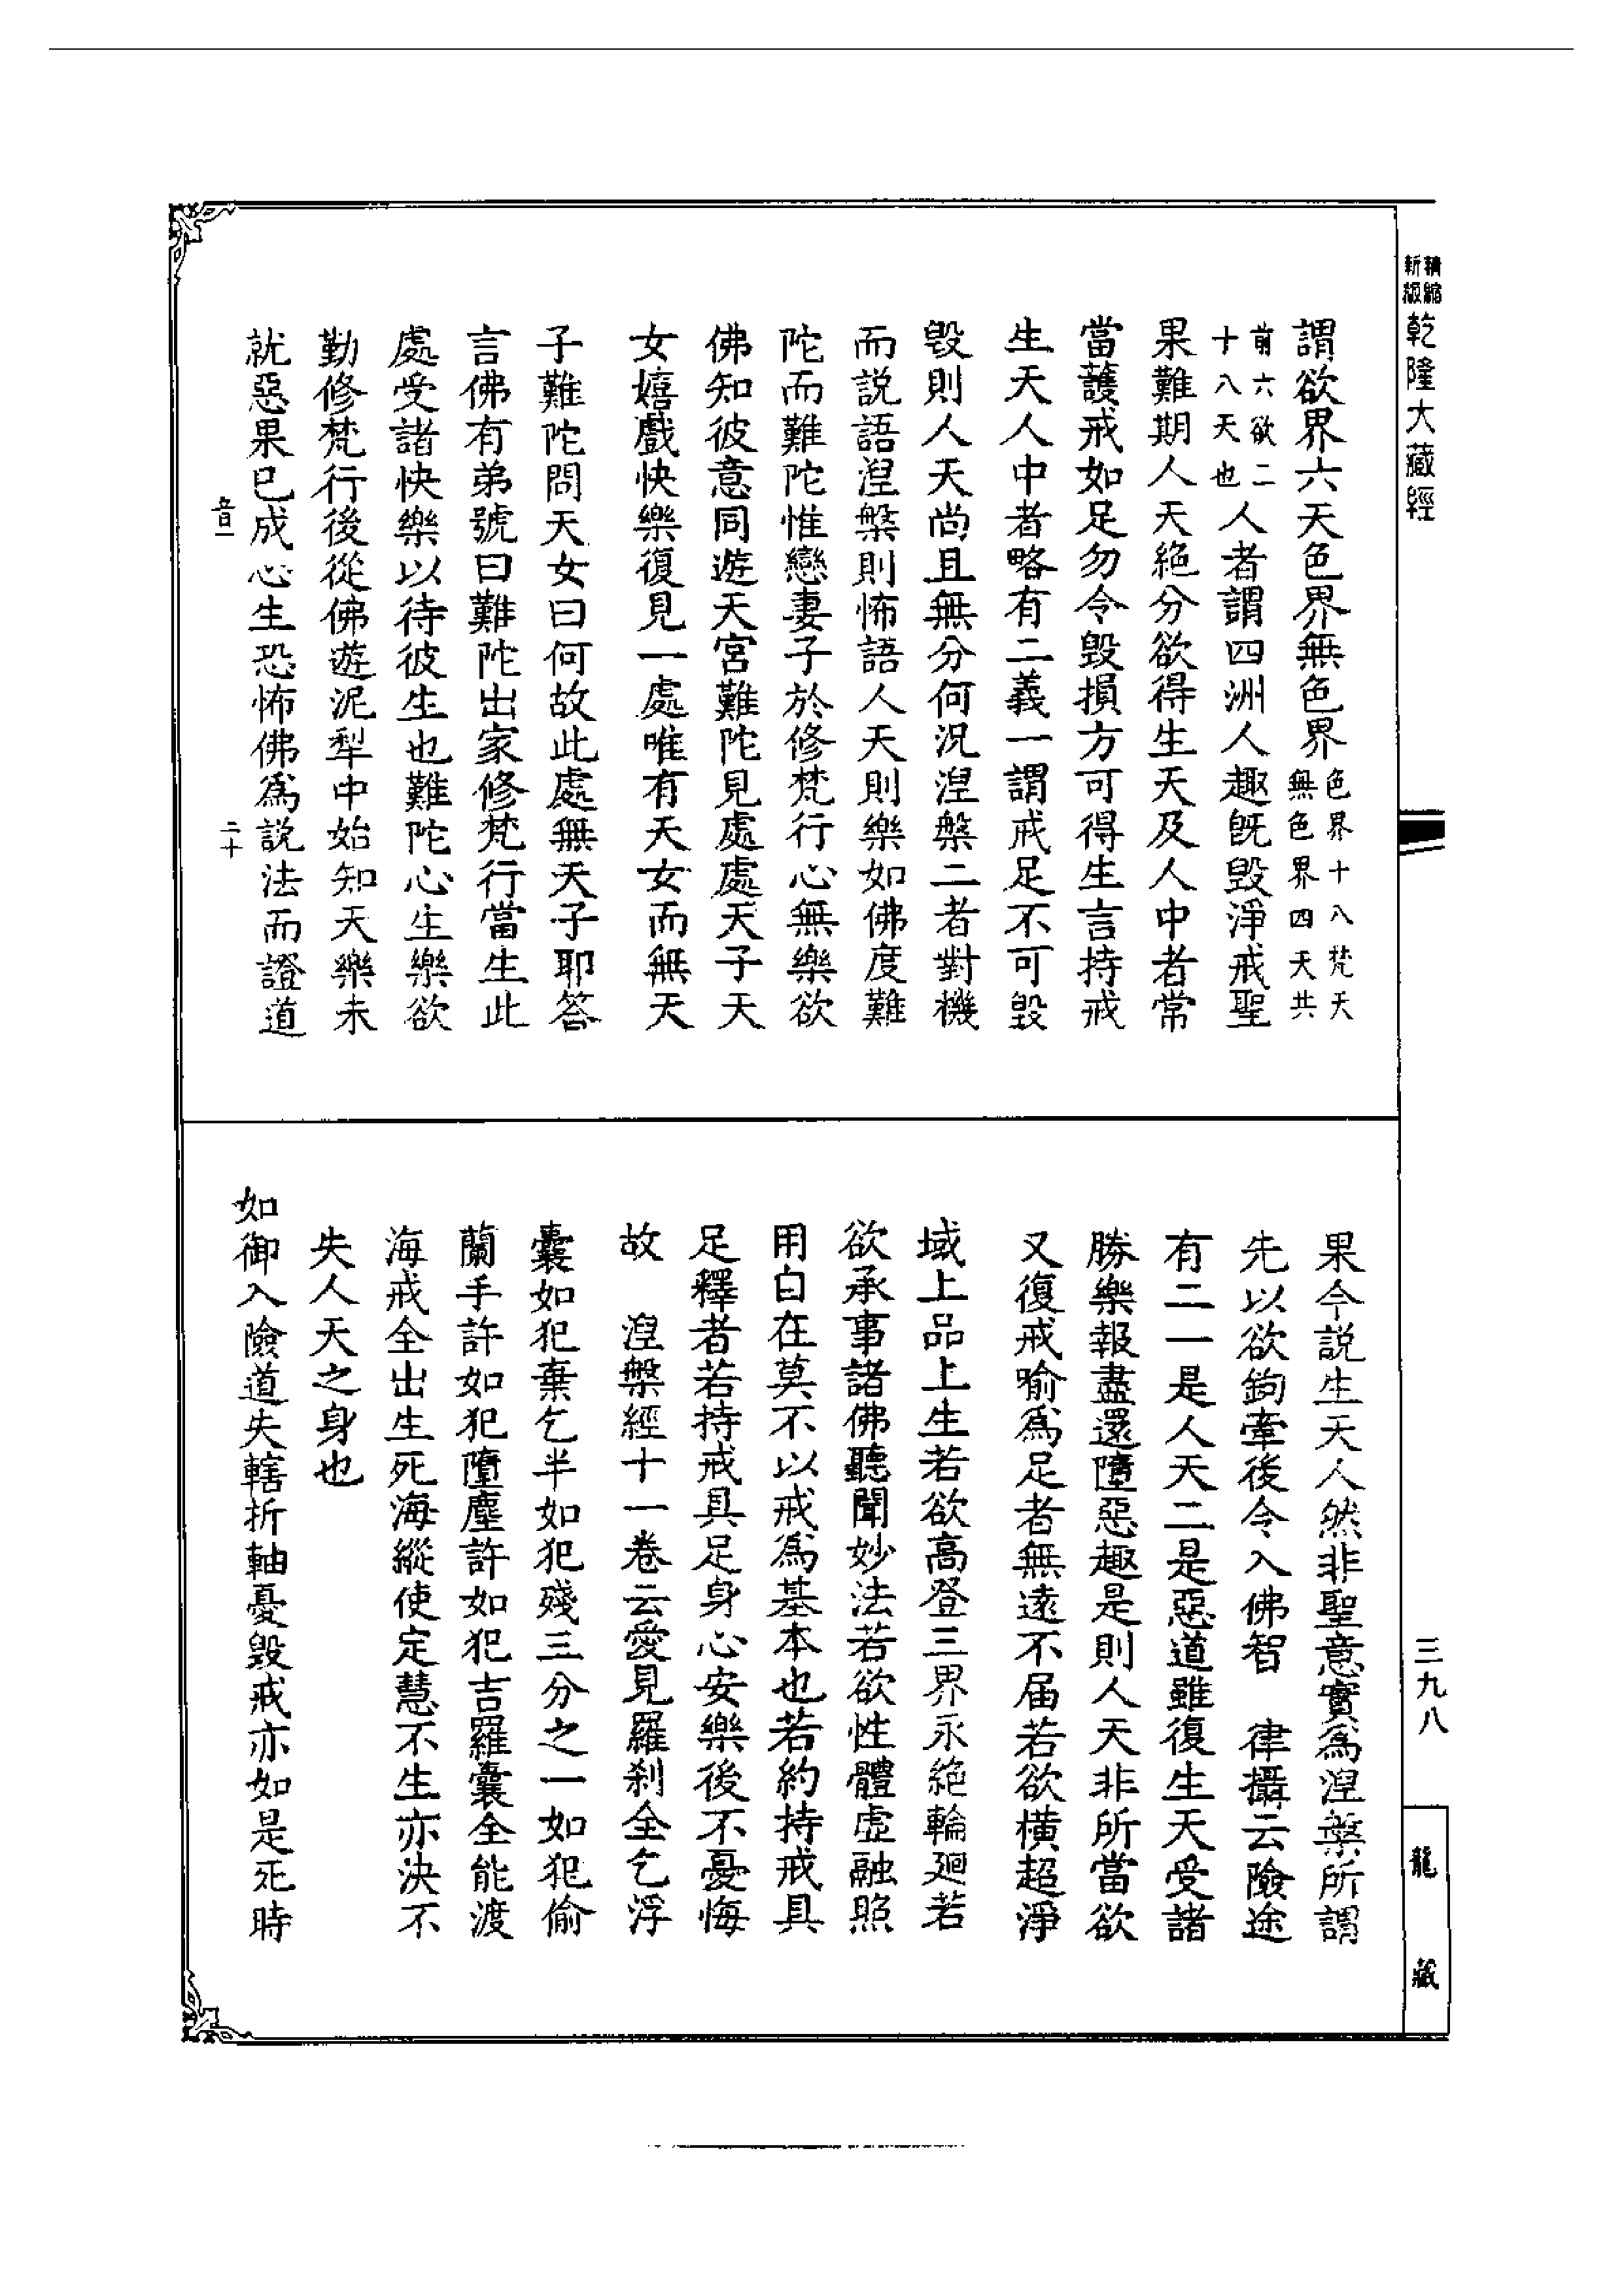 精縮
新版
乾隆大藏經
謂欲界六天色界無色界色界十八梵天
無色界四天共
前六欲二
十八天也人者謂四洲人趣旣毀淨戒聖
果難期人天絕分欲得生天及人中者常
當護戒如足勿令毀損方可得生言持戒
生天人中者略有二義一謂戒足不可毀
毀則人天尚且無分何況涅槃二者對機
而說語涅槃則怖語人天則樂如佛度難
陀而難陀惟戀妻子於修梵行心無樂欲
佛知彼意同遊天宮難陀見處處天子天
女嬉戲快樂復見一處唯有天女而無天
子難陀問天女曰何故此處無天子耶答
言佛有弟號曰難陀出家修梵行當生此
處受諸快樂以待彼生也難陀心生樂欲
勤修梵行後從佛遊泥犁中始知天樂未
就惡果已成心生恐怖佛為說法而證道
音一
二十
果今說生天人然非聖意實為涅槃所謂
先以欲鉤牽後令入佛智　律攝云險途
有二一是人天二是惡道雖復生天受諸
勝樂報盡還墮惡趣是則人天非所當欲
又復戒喻為足者無遠不届若欲橫超淨
域上品上生若欲高登三界永絕輪廻若
欲承事諸佛聽聞妙法若欲性體虛融照
用自在莫不以戒為基本也若約持戒具
足釋者若持戒具足身心安樂後不憂悔
故　涅槃經十一卷云愛見羅剎全乞浮
囊如犯棄乞半如犯殘三分之一如犯偷
蘭手許如犯墮塵許如犯吉羅囊全能渡
海戒全出生死海縱使定慧不生亦決不
失人天之身也
如御入險道失轄折軸憂毀戒亦如是死時
三九八
龍藏